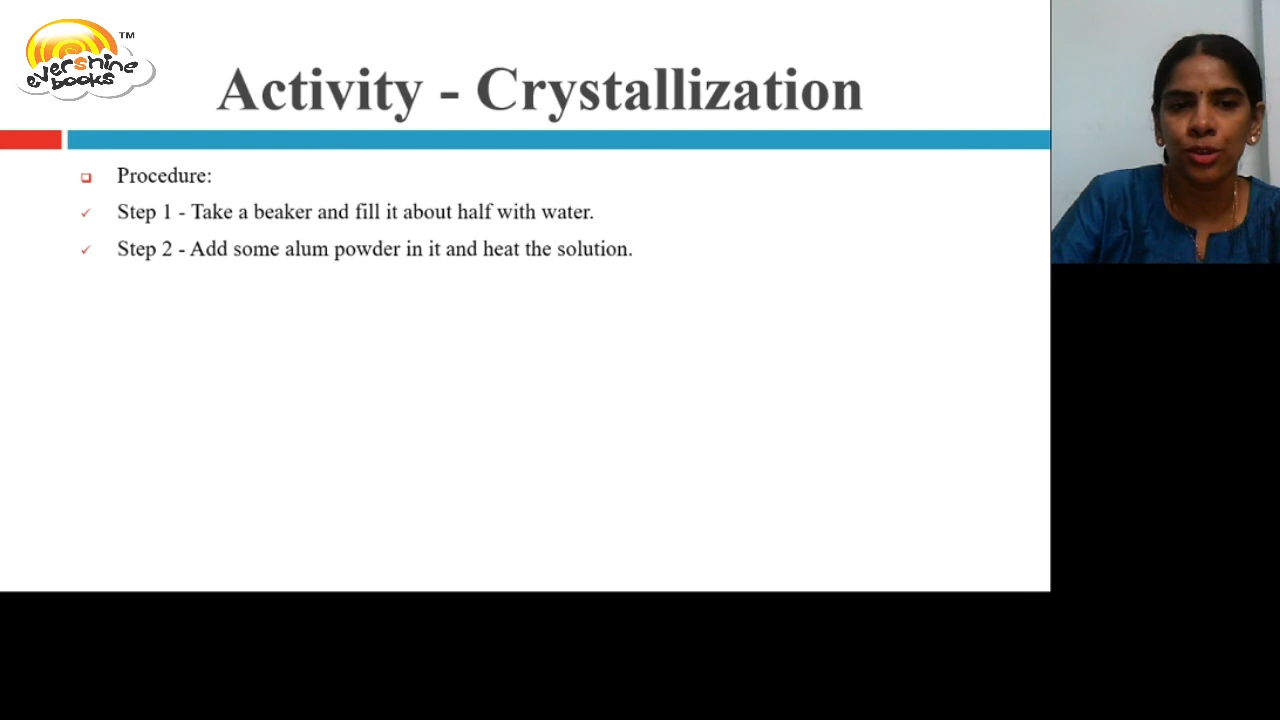 evershine
books
TM
Activity - Crystallization
Procedure:
Step 1 - Take a beaker and fill it about half with water.
Step 2 - Add some alum powder in it and heat the solution.